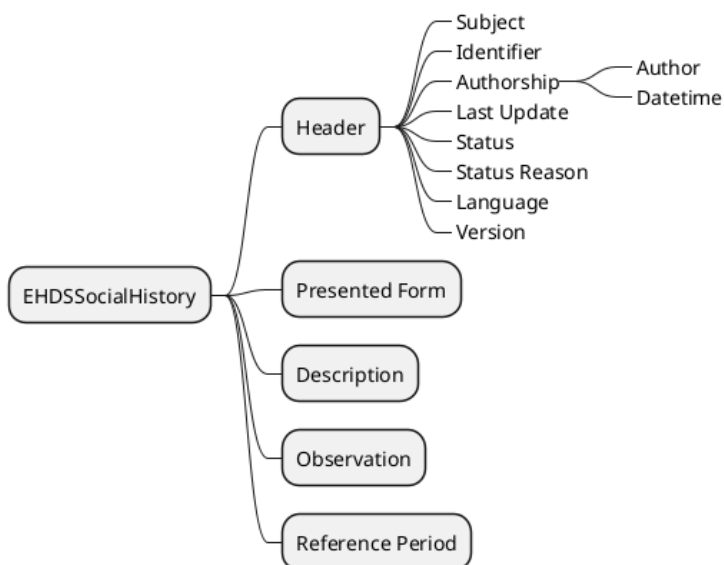 Subject
Identifier
Authorship
Author
Datetime
Header
Last Update
Status
Status Reason
Language
Version
EHDSSocialHistory
Presented Form
Description
Observation
Reference Period